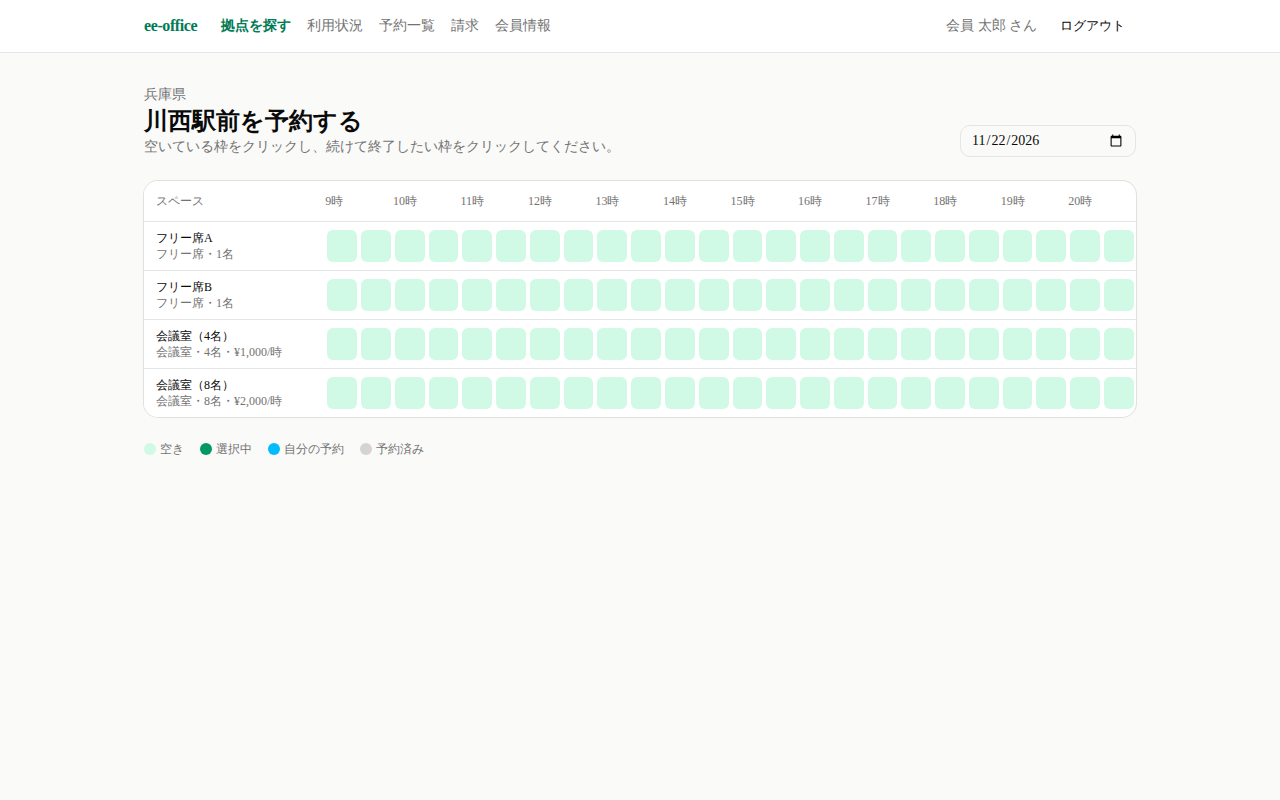 ee-office 拠点を探す 利用状況 予約一覧 請求 会員情報 会員 太郎 さん ログアウト
兵庫県
川西駅前を予約する
空いている枠をクリックし、続けて終了したい枠をクリックしてください。
11/22/2026
スペース 9時 10時 11時 12時 13時 14時 15時 16時 17時 18時 19時 20時
フリー席A
フリー席・1名
フリー席B
フリー席・1名
会議室（4名）
会議室・4名・¥1,000/時
会議室（8名）
会議室・8名・¥2,000/時
空き 選択中 自分の予約 予約済み